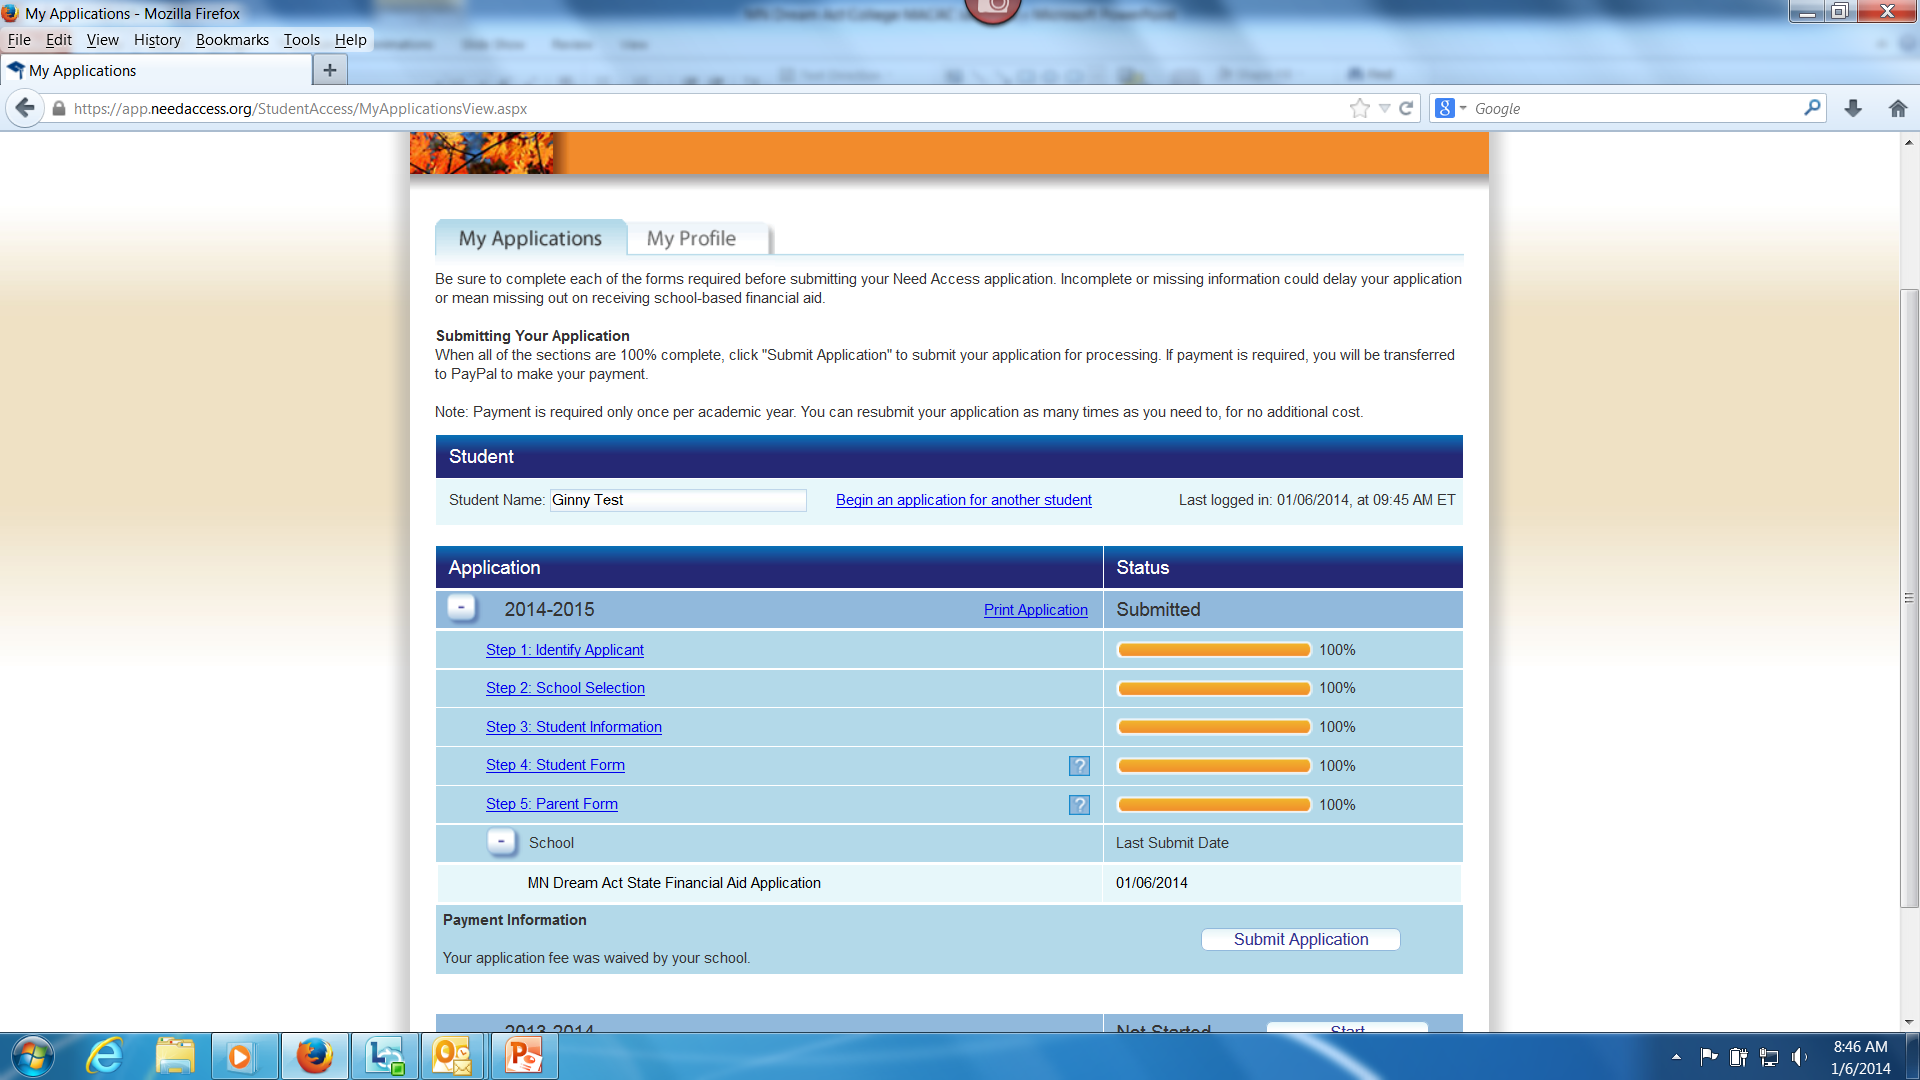 My Applications - Mozilla Firefox
File Edit View History Bookmarks Tools Help
My Applications
https://app.needaccess.org/StudentAccess/MyApplicationsView.aspx
Google
My Applications My Profile
Be sure to complete each of the forms required before submitting your Need Access application. Incomplete or missing information could delay your application
or mean missing out on receiving school-based financial aid.
Submitting Your Application
When all of the sections are 100% complete, click "Submit Application" to submit your application for processing. If payment is required, you will be transferred
to PayPal to make your payment.
Note: Payment is required only once per academic year. You can resubmit your application as many times as you need to, for no additional cost.
Student
Student Name: Ginny Test Begin an application for another student Last logged in: 01/06/2014, at 09:45 AM ET
Application Status
- 2014-2015 Print Application Submitted
Step 1: Identify Applicant 100%
Step 2: School Selection 100%
Step 3: Student Information 100%
Step 4: Student Form ? 100%
Step 5: Parent Form ? 100%
- School Last Submit Date
MN Dream Act State Financial Aid Application 01/06/2014
Payment Information
Submit Application
Your application fee was waived by your school.
2013-2014 Not Started Start
8:46 AM
1/6/2014